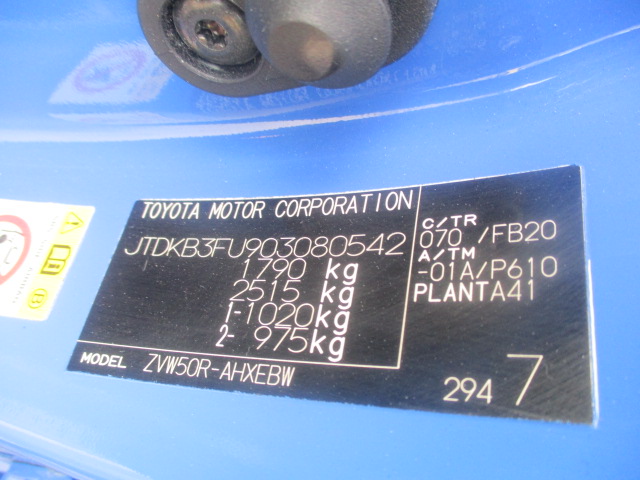 TOYOTA MOTOR CORPORATION
JTDKB3FU903080542
1790 kg
2515 kg
1-1020kg
2- 975kg
MODEL ZVW50R-AHXEBW
C/TR
070 /FB20
A/TM
-01A/P610
PLANTA41
294 7